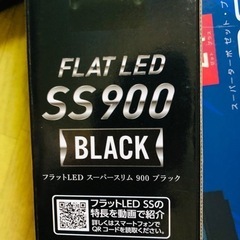 FLAT LED
SS900
BLACK
フラットLED スーパースリム 900 ブラック
フラットLED SSの
特長を動画で紹介
詳しくはスマートフォンで
QRコードを読取ください。